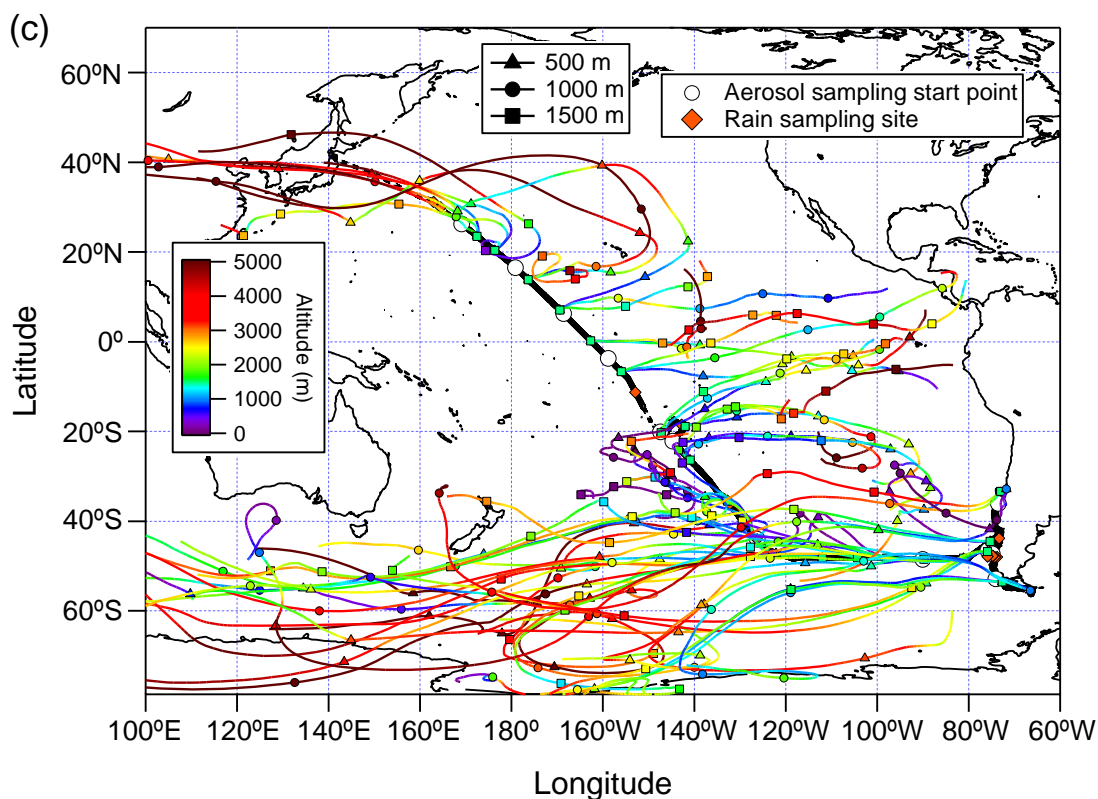 (c)
500 m
1000 m
1500 m
Aerosol sampling start point
Rain sampling site
60ºN
40ºN
20ºN
0º
20ºS
40ºS
60ºS
Latitude
5000
4000
3000
2000
1000
0
Altitude (m)
100ºE 120ºE 140ºE 160ºE 180º 160ºW 140ºW 120ºW 100ºW 80ºW 60ºW
Longitude